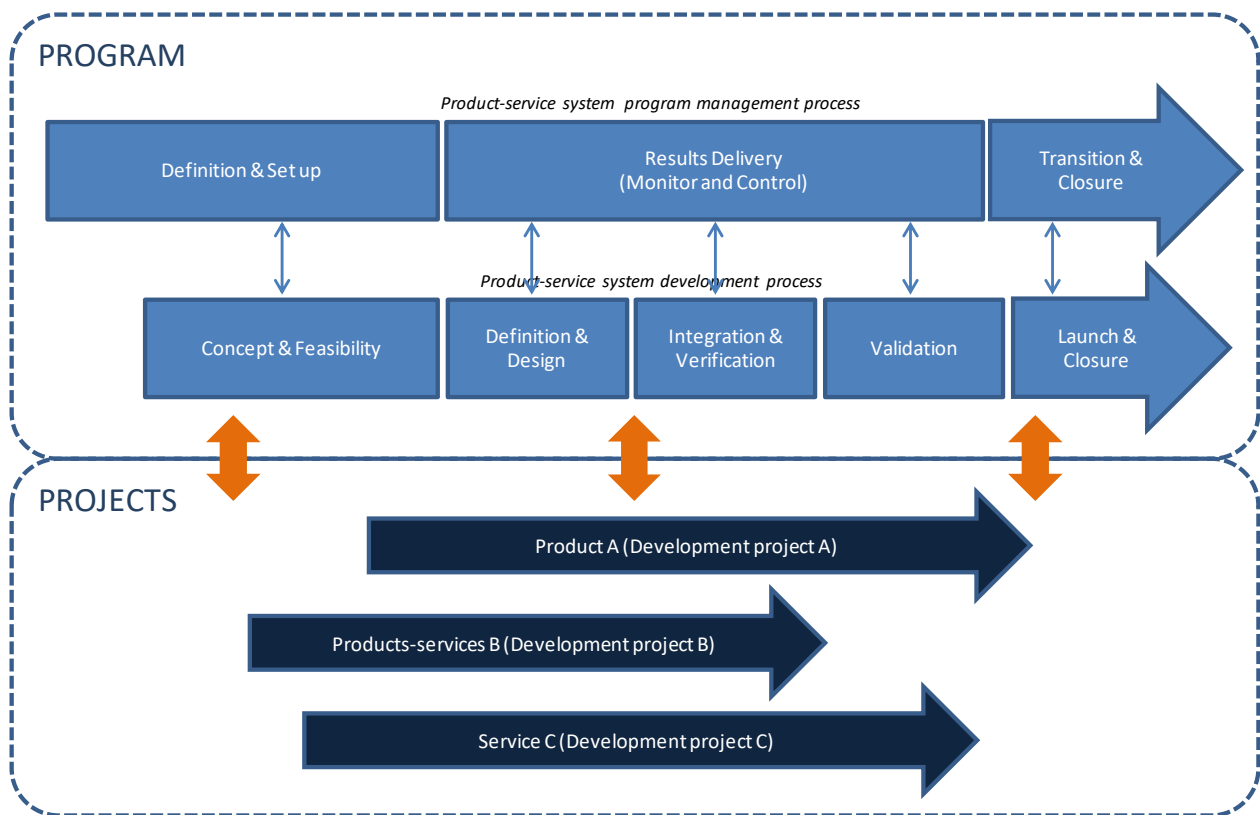 PROGRAM
Product-service system program management process
Definition & Set up
Results Delivery
(Monitor and Control)
Transition &
Closure
Product-service system development process
Concept & Feasibility
Definition &
Design
Integration &
Verification
Validation
Launch &
Closure
PROJECTS
Product A (Development project A)
Products-services B (Development project B)
Service C (Development project C)